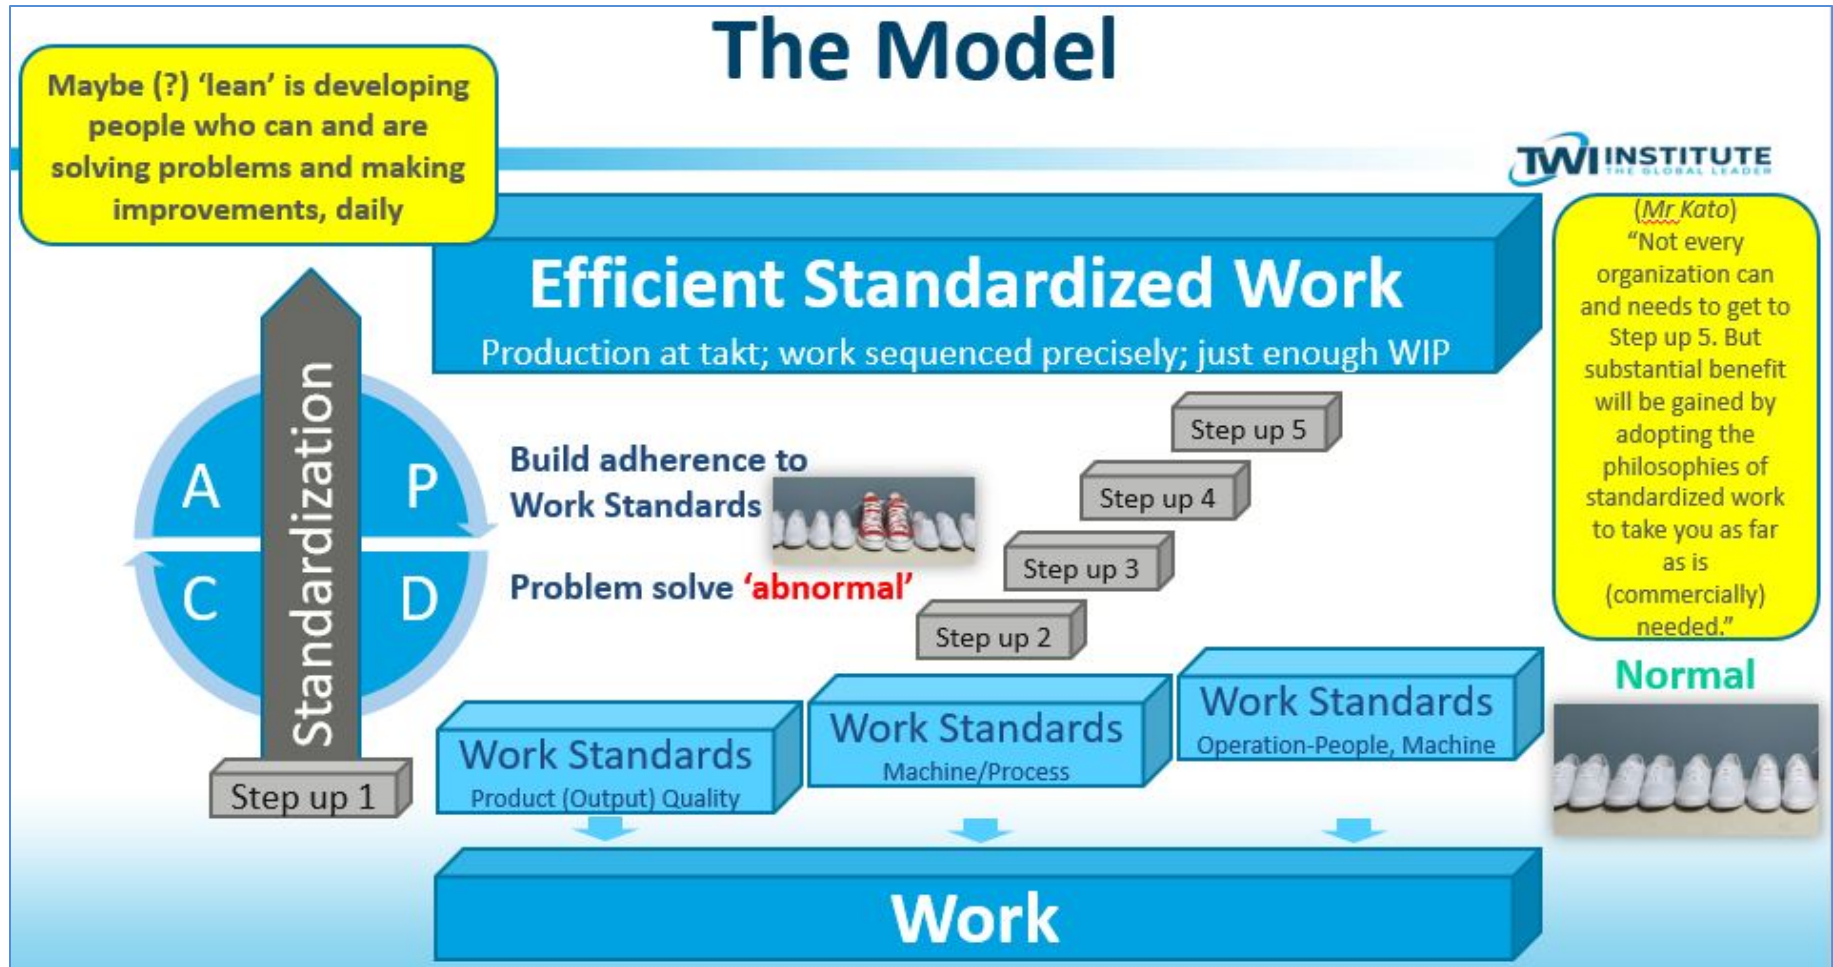 The Model
Maybe (?) ‘lean’ is developing
people who can and are
solving problems and making
improvements, daily
TWI INSTITUTE
THE GLOBAL LEADER
Efficient Standardized Work
Production at takt; work sequenced precisely; just enough WIP
(Mr Kato)
“Not every
organization can
and needs to get to
Step up 5. But
substantial benefit
will be gained by
adopting the
philosophies of
standardized work
to take you as far
as is
(commercially)
needed.”
Standardization
A
P
C
D
Build adherence to
Work Standards
Problem solve ‘abnormal’
Step up 5
Step up 4
Step up 3
Step up 2
Step up 1
Work Standards
Product (Output) Quality
Work Standards
Machine/Process
Work Standards
Operation-People, Machine
Normal
Work